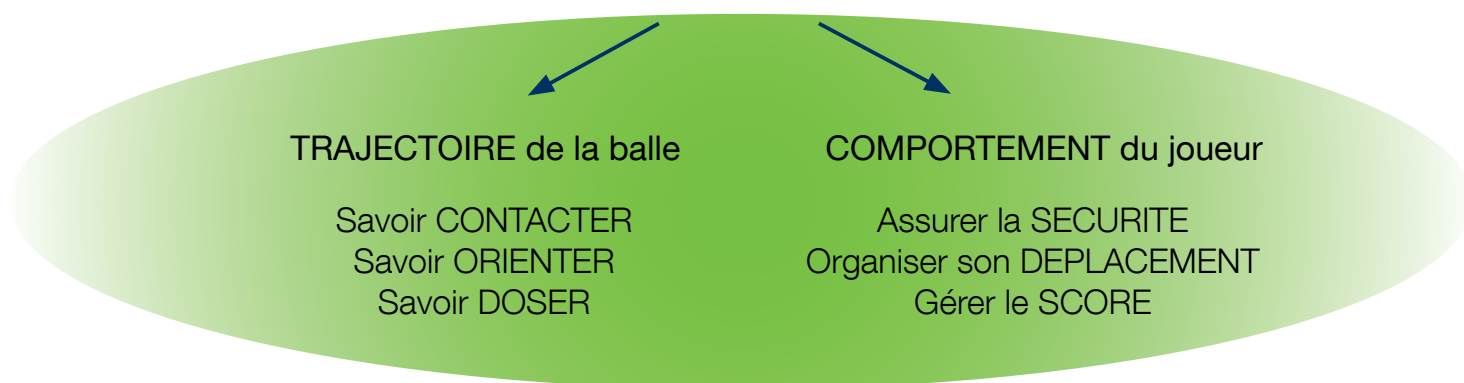 TRAJECTOIRE de la balle
Savoir CONTACTER
Savoir ORIENTER
Savoir DOSER
COMPORTEMENT du joueur
Assurer la SECURITE
Organiser son DEPLACEMENT
Gérer le SCORE